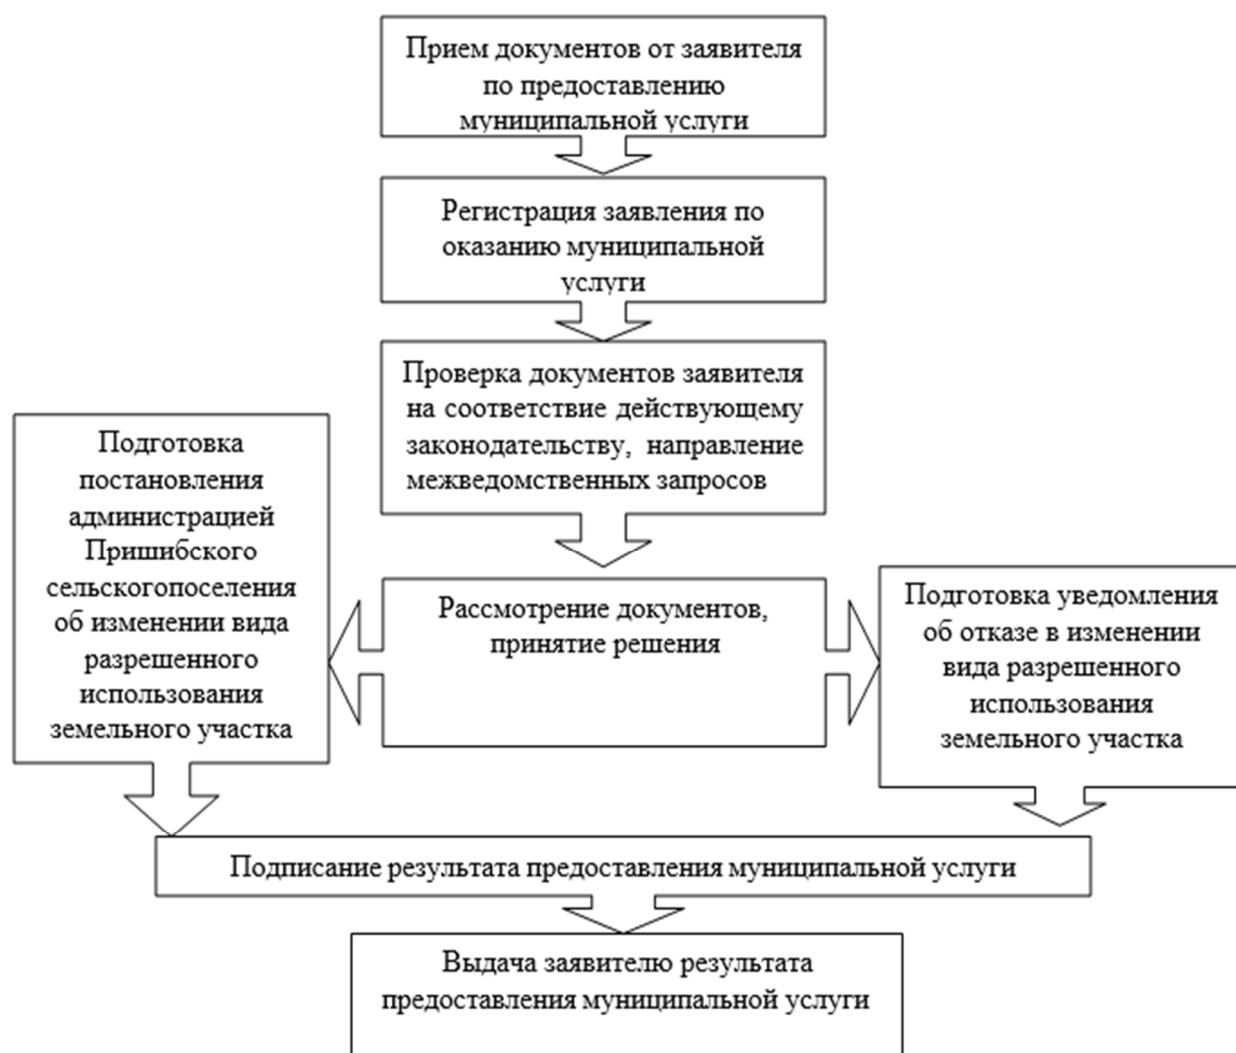 Прием документов от заявителя
по предоставлению
муниципальной услуги
Регистрация заявления по
оказанию муниципальной
услуги
Проверка документов заявителя
на соответствие действующему
законодательству, направление
межведомственных запросов
Подготовка
постановления
администрацией
Пришибского
сельскогопоселения
об изменении вида
разрешенного
использования
земельного участка
Рассмотрение документов,
принятие решения
Подготовка уведомления
об отказе в изменении
вида разрешенного
использования
земельного участка
Подписание результата предоставления муниципальной услуги
Выдача заявителю результата
предоставления муниципальной услуги